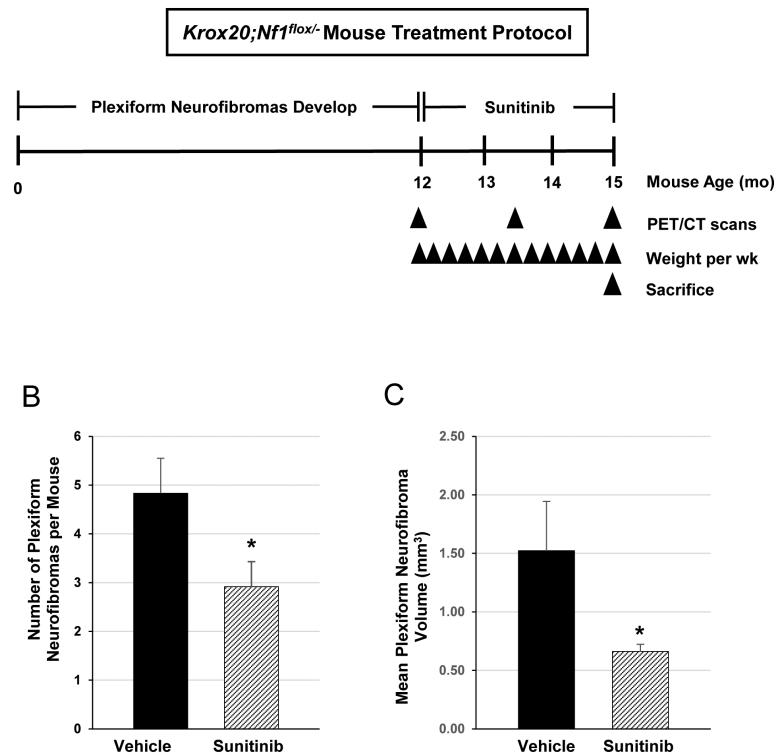 Krox20;Nf1flox/- Mouse Treatment Protocol
Plexiform Neurofibromas Develop
Sunitinib
0
12
13
14
15
Mouse Age (mo)
PET/CT scans
Weight per wk
Sacrifice
B
Number of Plexiform
Neurofibromas per Mouse
6
5
4
3
2
1
0
*
Vehicle
Sunitinib
C
Mean Plexiform Neurofibroma
Volume (mm³)
2.50
2.00
1.50
1.00
0.50
0.00
*
Vehicle
Sunitinib